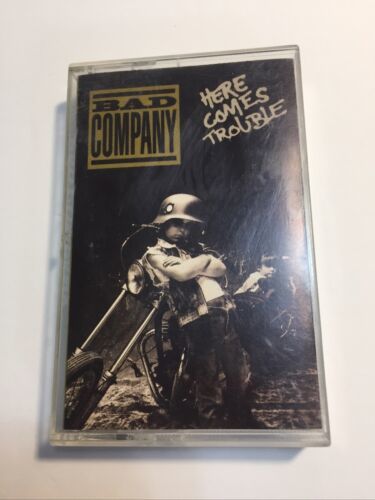 BAD
COMPANY
HERE
COMES
TROUBLE